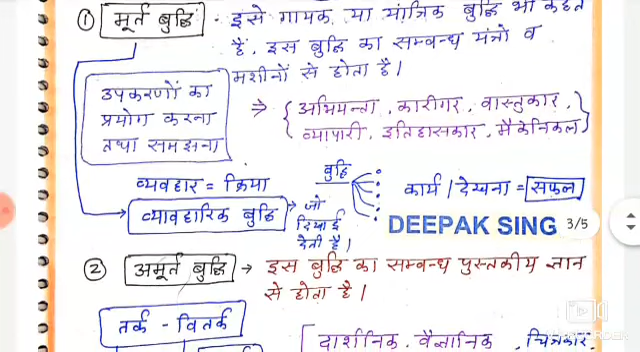 ① मूर्त बुद्धि - इसे गामक या यांत्रिक बुद्धि भी कहते
हैं, इस बुद्धि का सम्बन्ध यंत्रो व
मशीनों से होता है।
उपकरणों का
प्रयोग करना
तथा समझना
⇒ { अभियन्ता, कारीगर, वास्तुकार,
व्यापारी, इतिहासकार, मैकेनिकल }
व्यवहार = क्रिया
व्यावहारिक बुद्धि → जो
दिखाई
देती है।
बुद्धि
कार्य / देखना = सफल
DEEPAK SING
3/5
② अमूर्त बुद्धि → इस बुद्धि का सम्बन्ध पुस्तकीय ज्ञान
से होता है।
तर्क - वितर्क
[ दार्शनिक, वैज्ञानिक, चित्रकार,